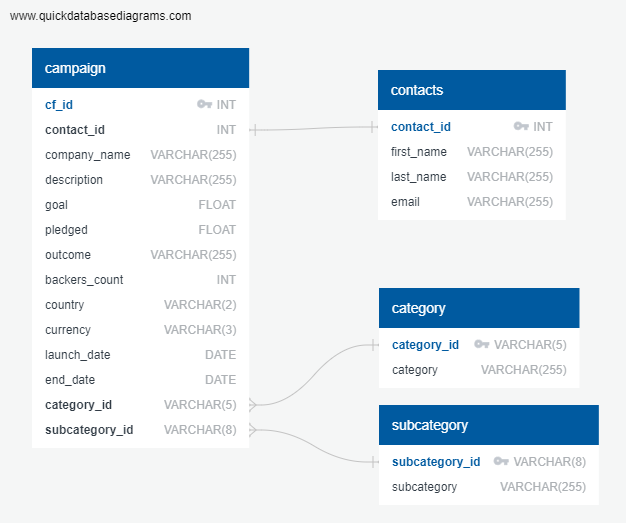 www.quickdatabasediagrams.com
campaign
cf_id INT
contact_id INT
company_name VARCHAR(255)
description VARCHAR(255)
goal FLOAT
pledged FLOAT
outcome VARCHAR(255)
backers_count INT
country VARCHAR(2)
currency VARCHAR(3)
launch_date DATE
end_date DATE
category_id VARCHAR(5)
subcategory_id VARCHAR(8)
contacts
contact_id INT
first_name VARCHAR(255)
last_name VARCHAR(255)
email VARCHAR(255)
category
category_id VARCHAR(5)
category VARCHAR(255)
subcategory
subcategory_id VARCHAR(8)
subcategory VARCHAR(255)